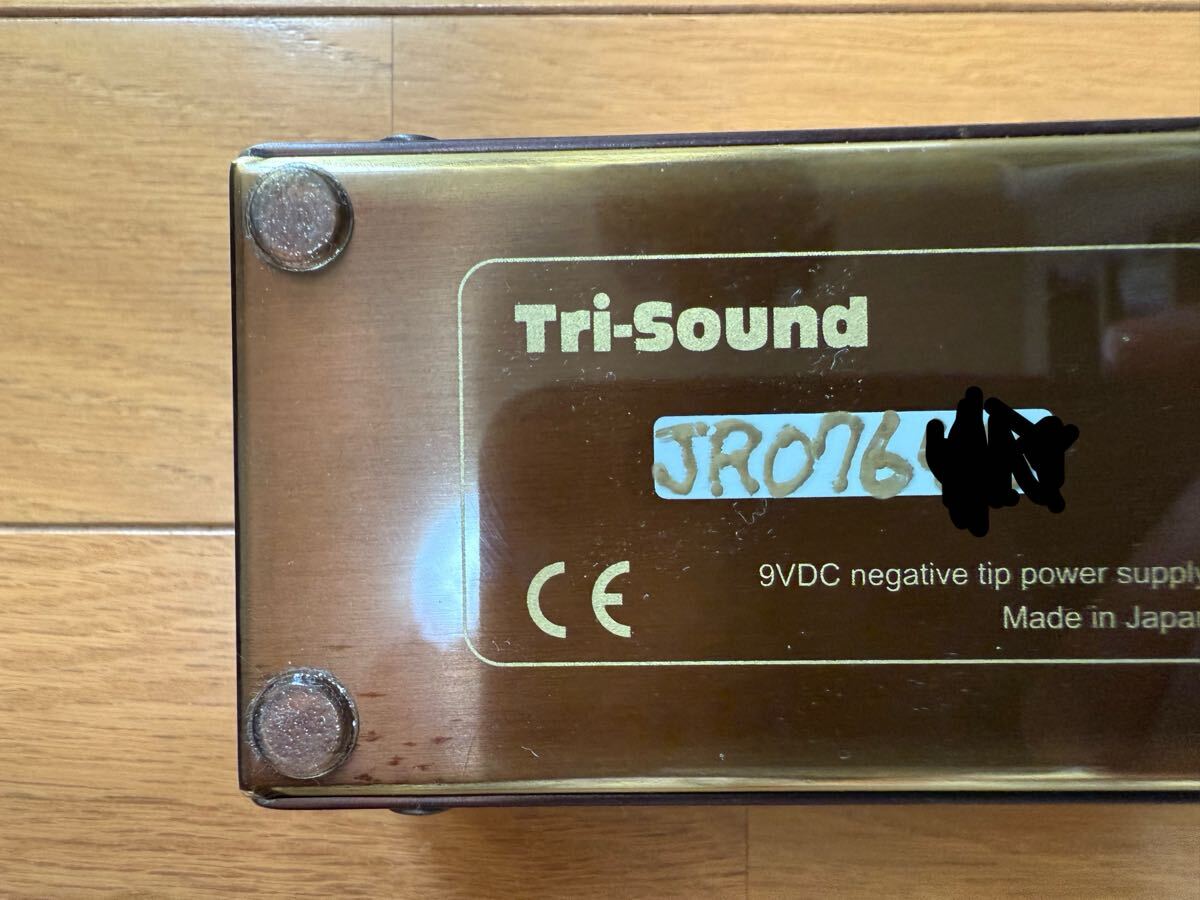 Tri-Sound
JR076
CE
9VDC negative tip power supply
Made in Japan